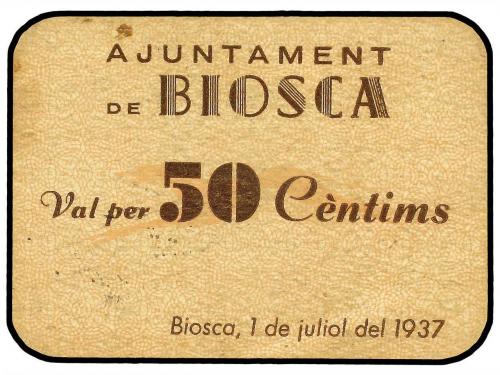 AJUNTAMENT
DE BIOSCA
Val per 50 Cèntims
Biosca, 1 de juliol del 1937